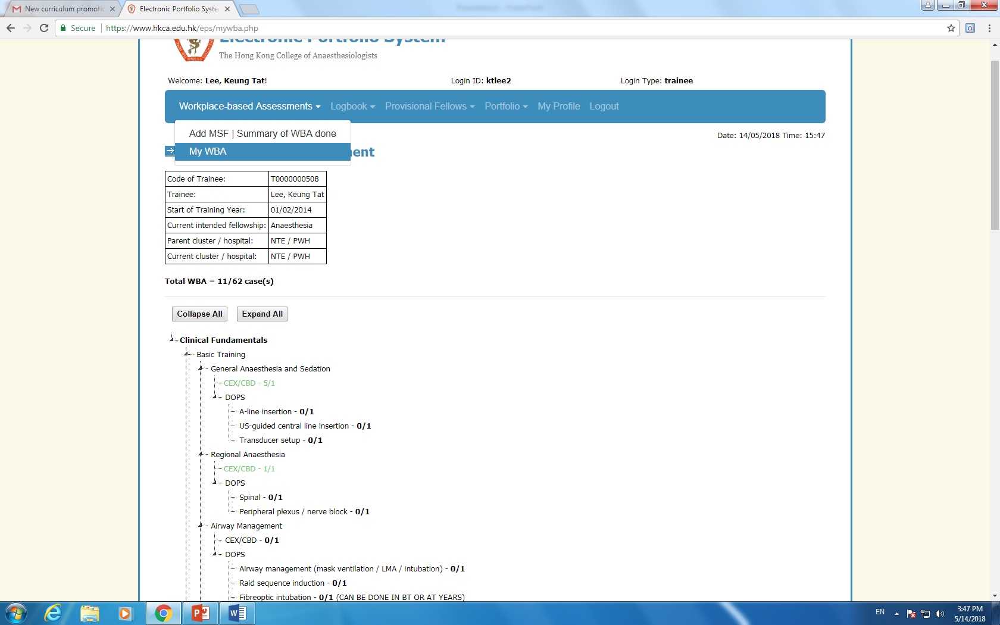 New curriculum promotic
Electronic Portfolio Syste
Secure | https://www.hkca.edu.hk/eps/mywba.php
Electronic Portfolio System
The Hong Kong College of Anaesthesiologists
Welcome: Lee, Keung Tat! Login ID: ktlee2 Login Type: trainee
Workplace-based Assessments Logbook Provisional Fellows Portfolio My Profile Logout
Add MSF | Summary of WBA done
Date: 14/05/2018 Time: 15:47
My WBA
ent
Code of Trainee: T0000000508
Trainee: Lee, Keung Tat
Start of Training Year: 01/02/2014
Current intended fellowship: Anaesthesia
Parent cluster / hospital: NTE / PWH
Current cluster / hospital: NTE / PWH
Total WBA = 11/62 case(s)
Collapse All Expand All
Clinical Fundamentals
Basic Training
General Anaesthesia and Sedation
CEX/CBD - 5/1
DOPS
A-line insertion - 0/1
US-guided central line insertion - 0/1
Transducer setup - 0/1
Regional Anaesthesia
CEX/CBD - 1/1
DOPS
Spinal - 0/1
Peripheral plexus / nerve block - 0/1
Airway Management
CEX/CBD - 0/1
DOPS
Airway management (mask ventilation / LMA / intubation) - 0/1
Raid sequence induction - 0/1
Fibreoptic intubation - 0/1 (CAN BE DONE IN BT OR AT YEARS)
EN
3:47 PM
5/14/2018